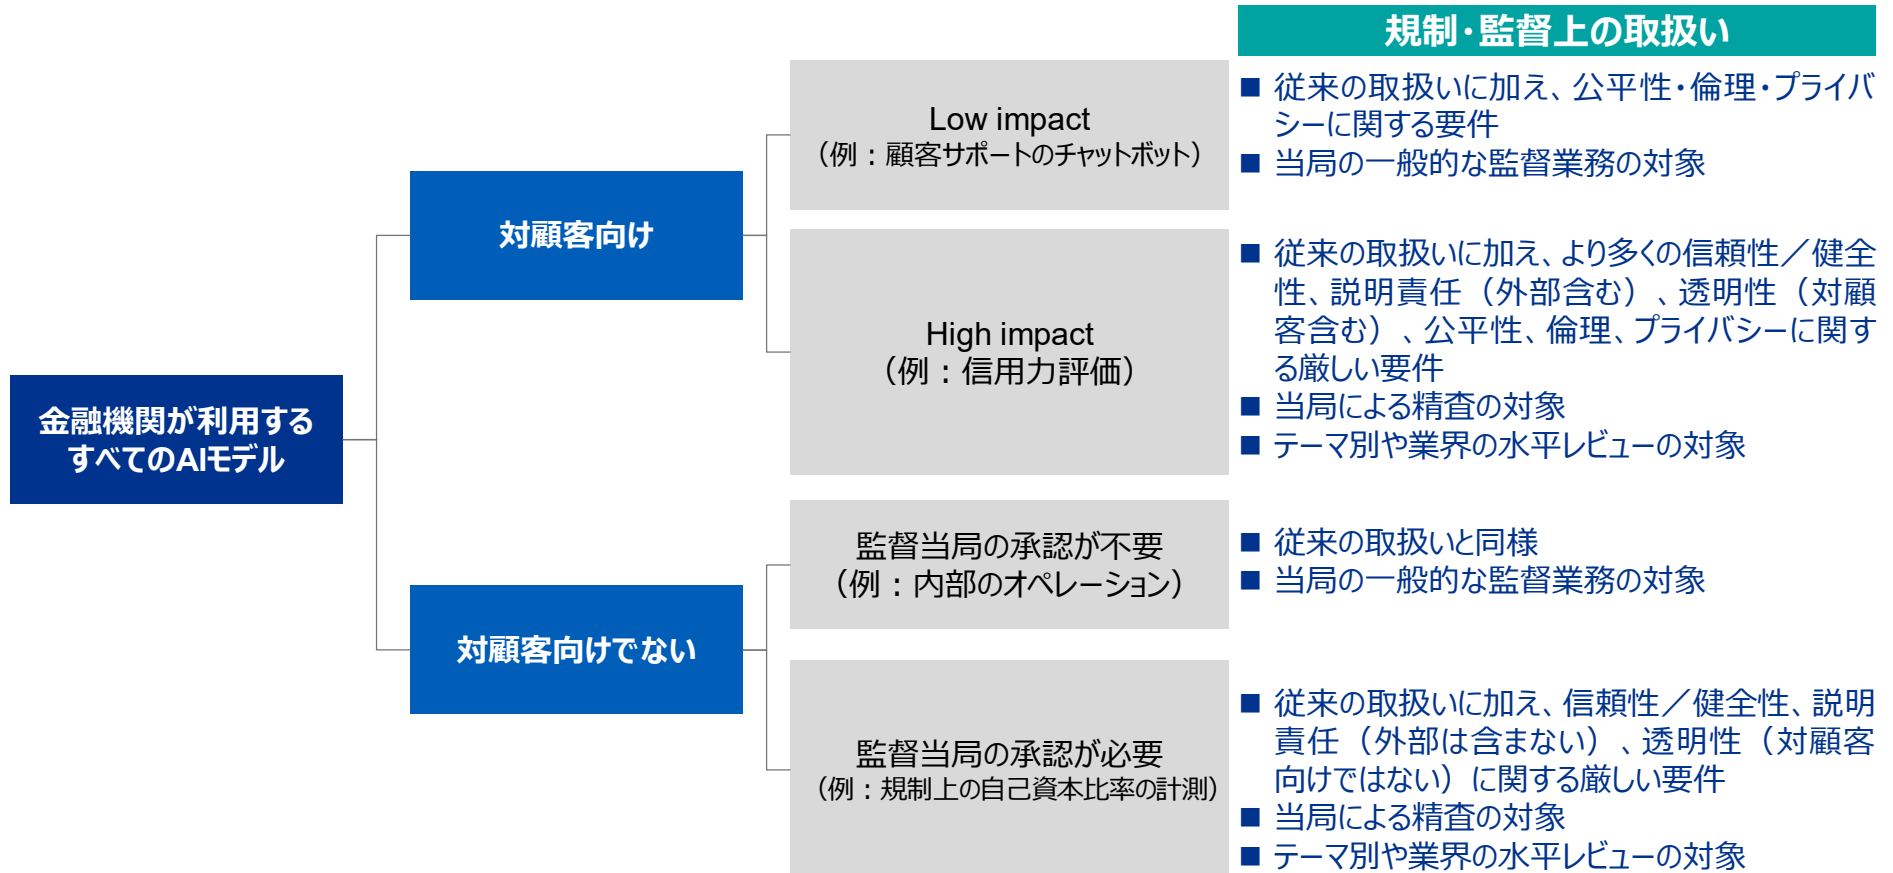 規制・監督上の取扱い
金融機関が利用する
すべてのAIモデル
対顧客向け
Low impact
（例：顧客サポートのチャットボット）
■ 従来の取扱いに加え、公平性・倫理・プライバ
シーに関する要件
■ 当局の一般的な監督業務の対象
High impact
（例：信用力評価）
■ 従来の取扱いに加え、より多くの信頼性／健全
性、説明責任（外部含む）、透明性（対顧
客含む）、公平性、倫理、プライバシーに関す
る厳しい要件
■ 当局による精査の対象
■ テーマ別や業界の水平レビューの対象
対顧客向けでない
監督当局の承認が不要
（例：内部のオペレーション）
■ 従来の取扱いと同様
■ 当局の一般的な監督業務の対象
監督当局の承認が必要
（例：規制上の自己資本比率の計測）
■ 従来の取扱いに加え、信頼性／健全性、説明
責任（外部は含まない）、透明性（対顧客
向けではない）に関する厳しい要件
■ 当局による精査の対象
■ テーマ別や業界の水平レビューの対象